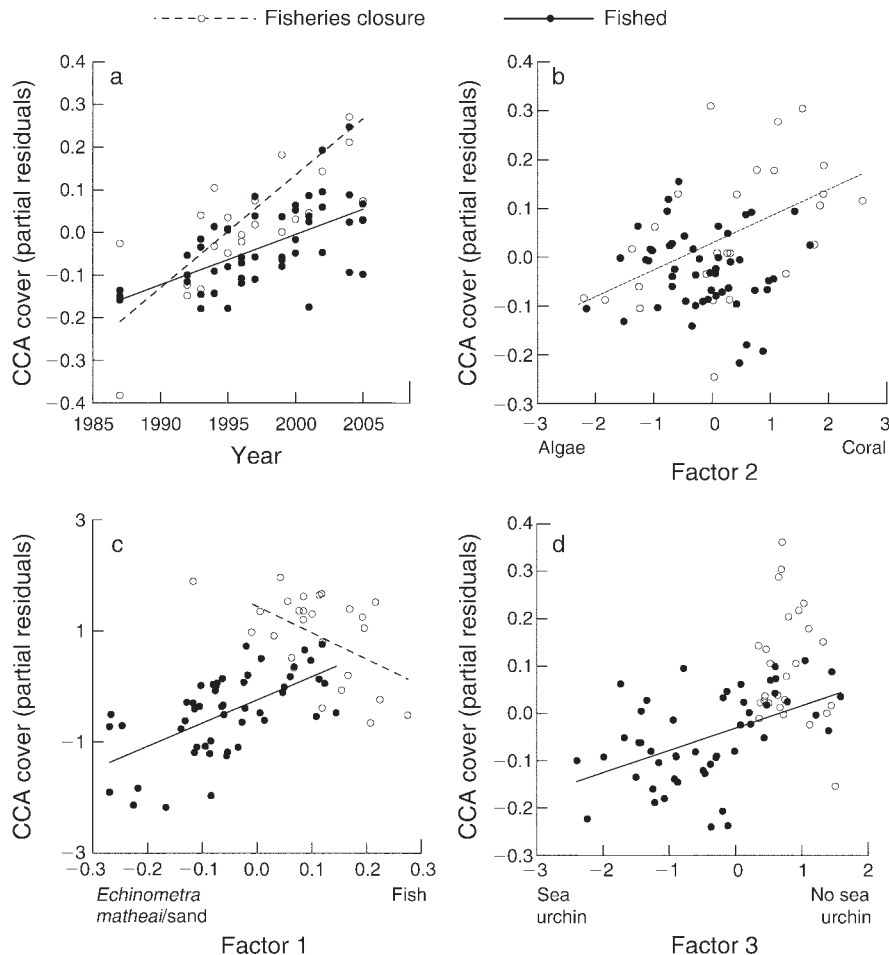 Fisheries closure Fished
a
CCA cover (partial residuals)
0.4
0.3
0.2
0.1
0.0
−0.1
−0.2
−0.3
−0.4
1985 1990 1995 2000 2005
Year
b
CCA cover (partial residuals)
0.4
0.3
0.2
0.1
0.0
−0.1
−0.2
−0.3
−3 −2 −1 0 1 2 3
Algae Coral
Factor 2
c
CCA cover (partial residuals)
3
1
−1
−3
−0.3 −0.2 −0.1 0.0 0.1 0.2 0.3
Echinometra Fish
matheai/sand
Factor 1
d
CCA cover (partial residuals)
0.4
0.3
0.2
0.1
0.0
−0.1
−0.2
−0.3
−3 −2 −1 0 1 2
Sea No sea
urchin urchin
Factor 3